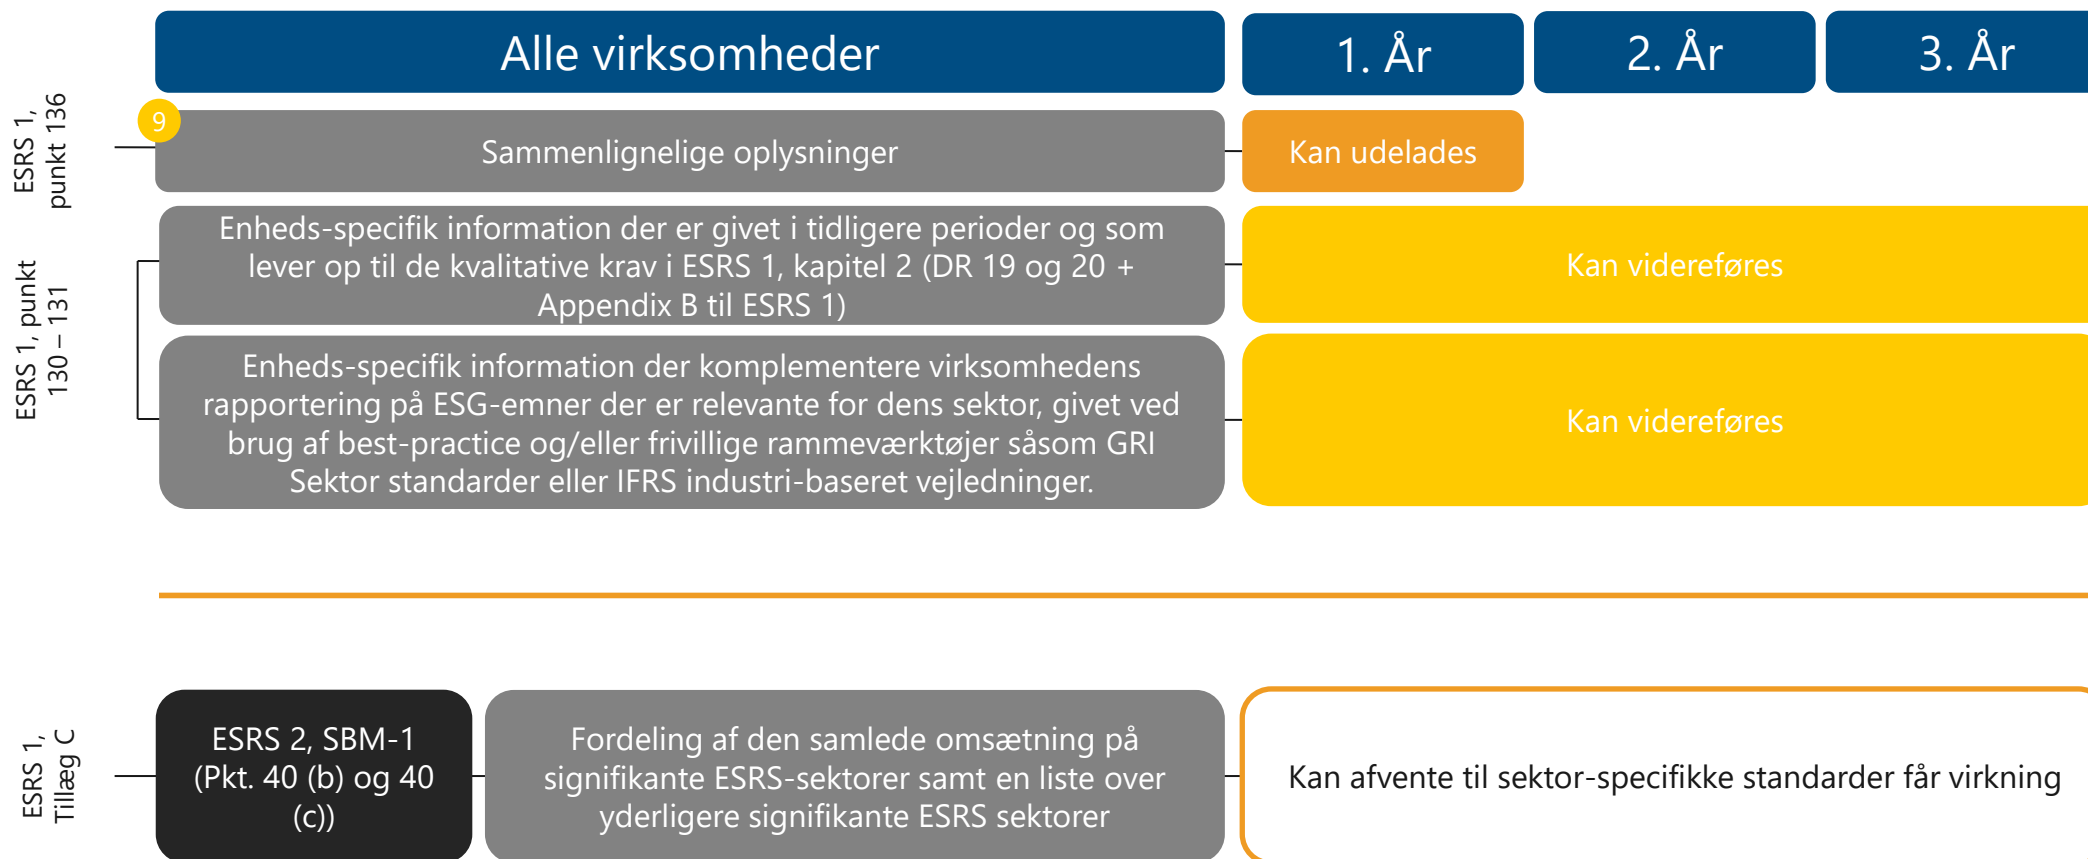 Alle virksomheder
1. År
2. År
3. År
ESRS 1,
punkt 136
9
Sammenlignelige oplysninger
Kan udelades
ESRS 1, punkt
130 – 131
Enheds-specifik information der er givet i tidligere perioder og som
lever op til de kvalitative krav i ESRS 1, kapitel 2 (DR 19 og 20 +
Appendix B til ESRS 1)
Kan videreføres
Enheds-specifik information der komplementere virksomhedens
rapportering på ESG-emner der er relevante for dens sektor, givet ved
brug af best-practice og/eller frivillige rammeværktøjer såsom GRI
Sektor standarder eller IFRS industri-baseret vejledninger.
Kan videreføres
ESRS 1,
Tillæg C
ESRS 2, SBM-1
(Pkt. 40 (b) og 40
(c))
Fordeling af den samlede omsætning på
signifikante ESRS-sektorer samt en liste over
yderligere signifikante ESRS sektorer
Kan afvente til sektor-specifikke standarder får virkning